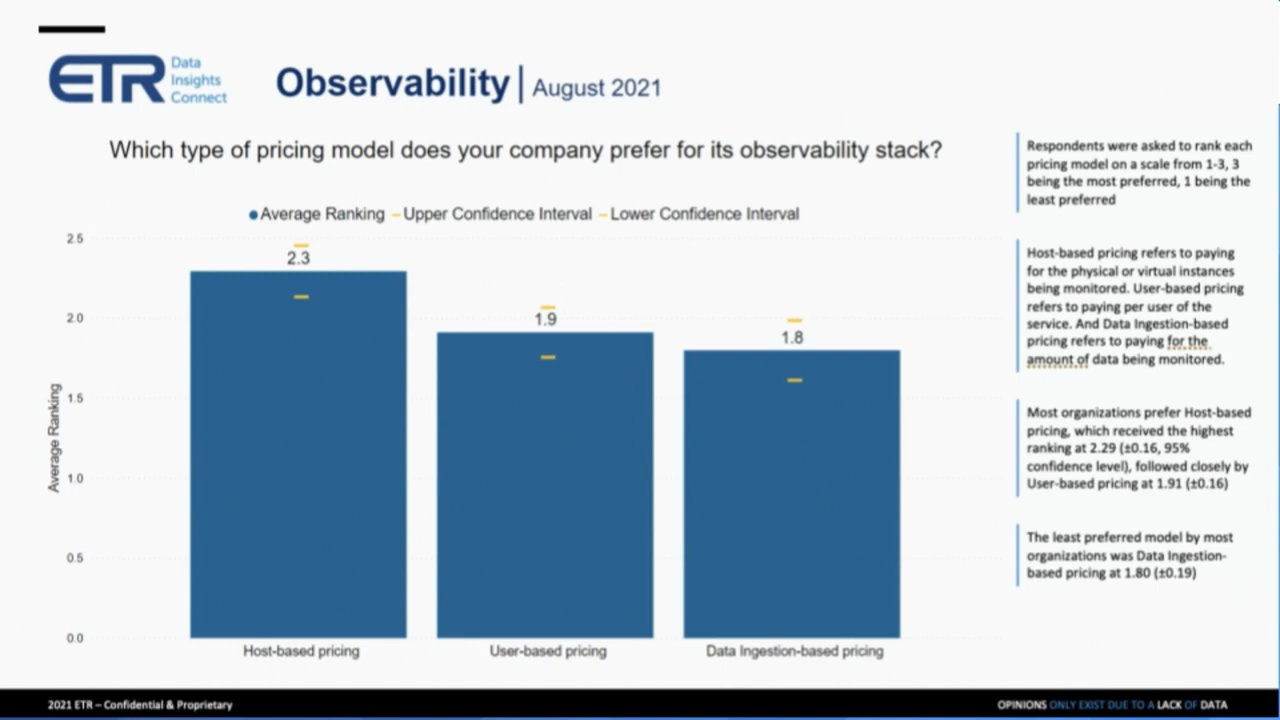 ETR Data
Insights
Connect
Observability | August 2021
Which type of pricing model does your company prefer for its observability stack?
Average Ranking Upper Confidence Interval Lower Confidence Interval
2.5
2.0
1.5
1.0
0.5
0.0
Average Ranking
2.3
1.9
1.8
Host-based pricing User-based pricing Data Ingestion-based pricing
Respondents were asked to rank each
pricing model on a scale from 1-3, 3
being the most preferred, 1 being the
least preferred
Host-based pricing refers to paying
for the physical or virtual instances
being monitored. User-based pricing
refers to paying per user of the
service. And Data Ingestion-based
pricing refers to paying for the
amount of data being monitored.
Most organizations prefer Host-based
pricing, which received the highest
ranking at 2.29 (±0.16, 95%
confidence level), followed closely by
User-based pricing at 1.91 (±0.16)
The least preferred model by most
organizations was Data Ingestion-
based pricing at 1.80 (±0.19)
2021 ETR – Confidential & Proprietary
OPINIONS ONLY EXIST DUE TO A LACK OF DATA